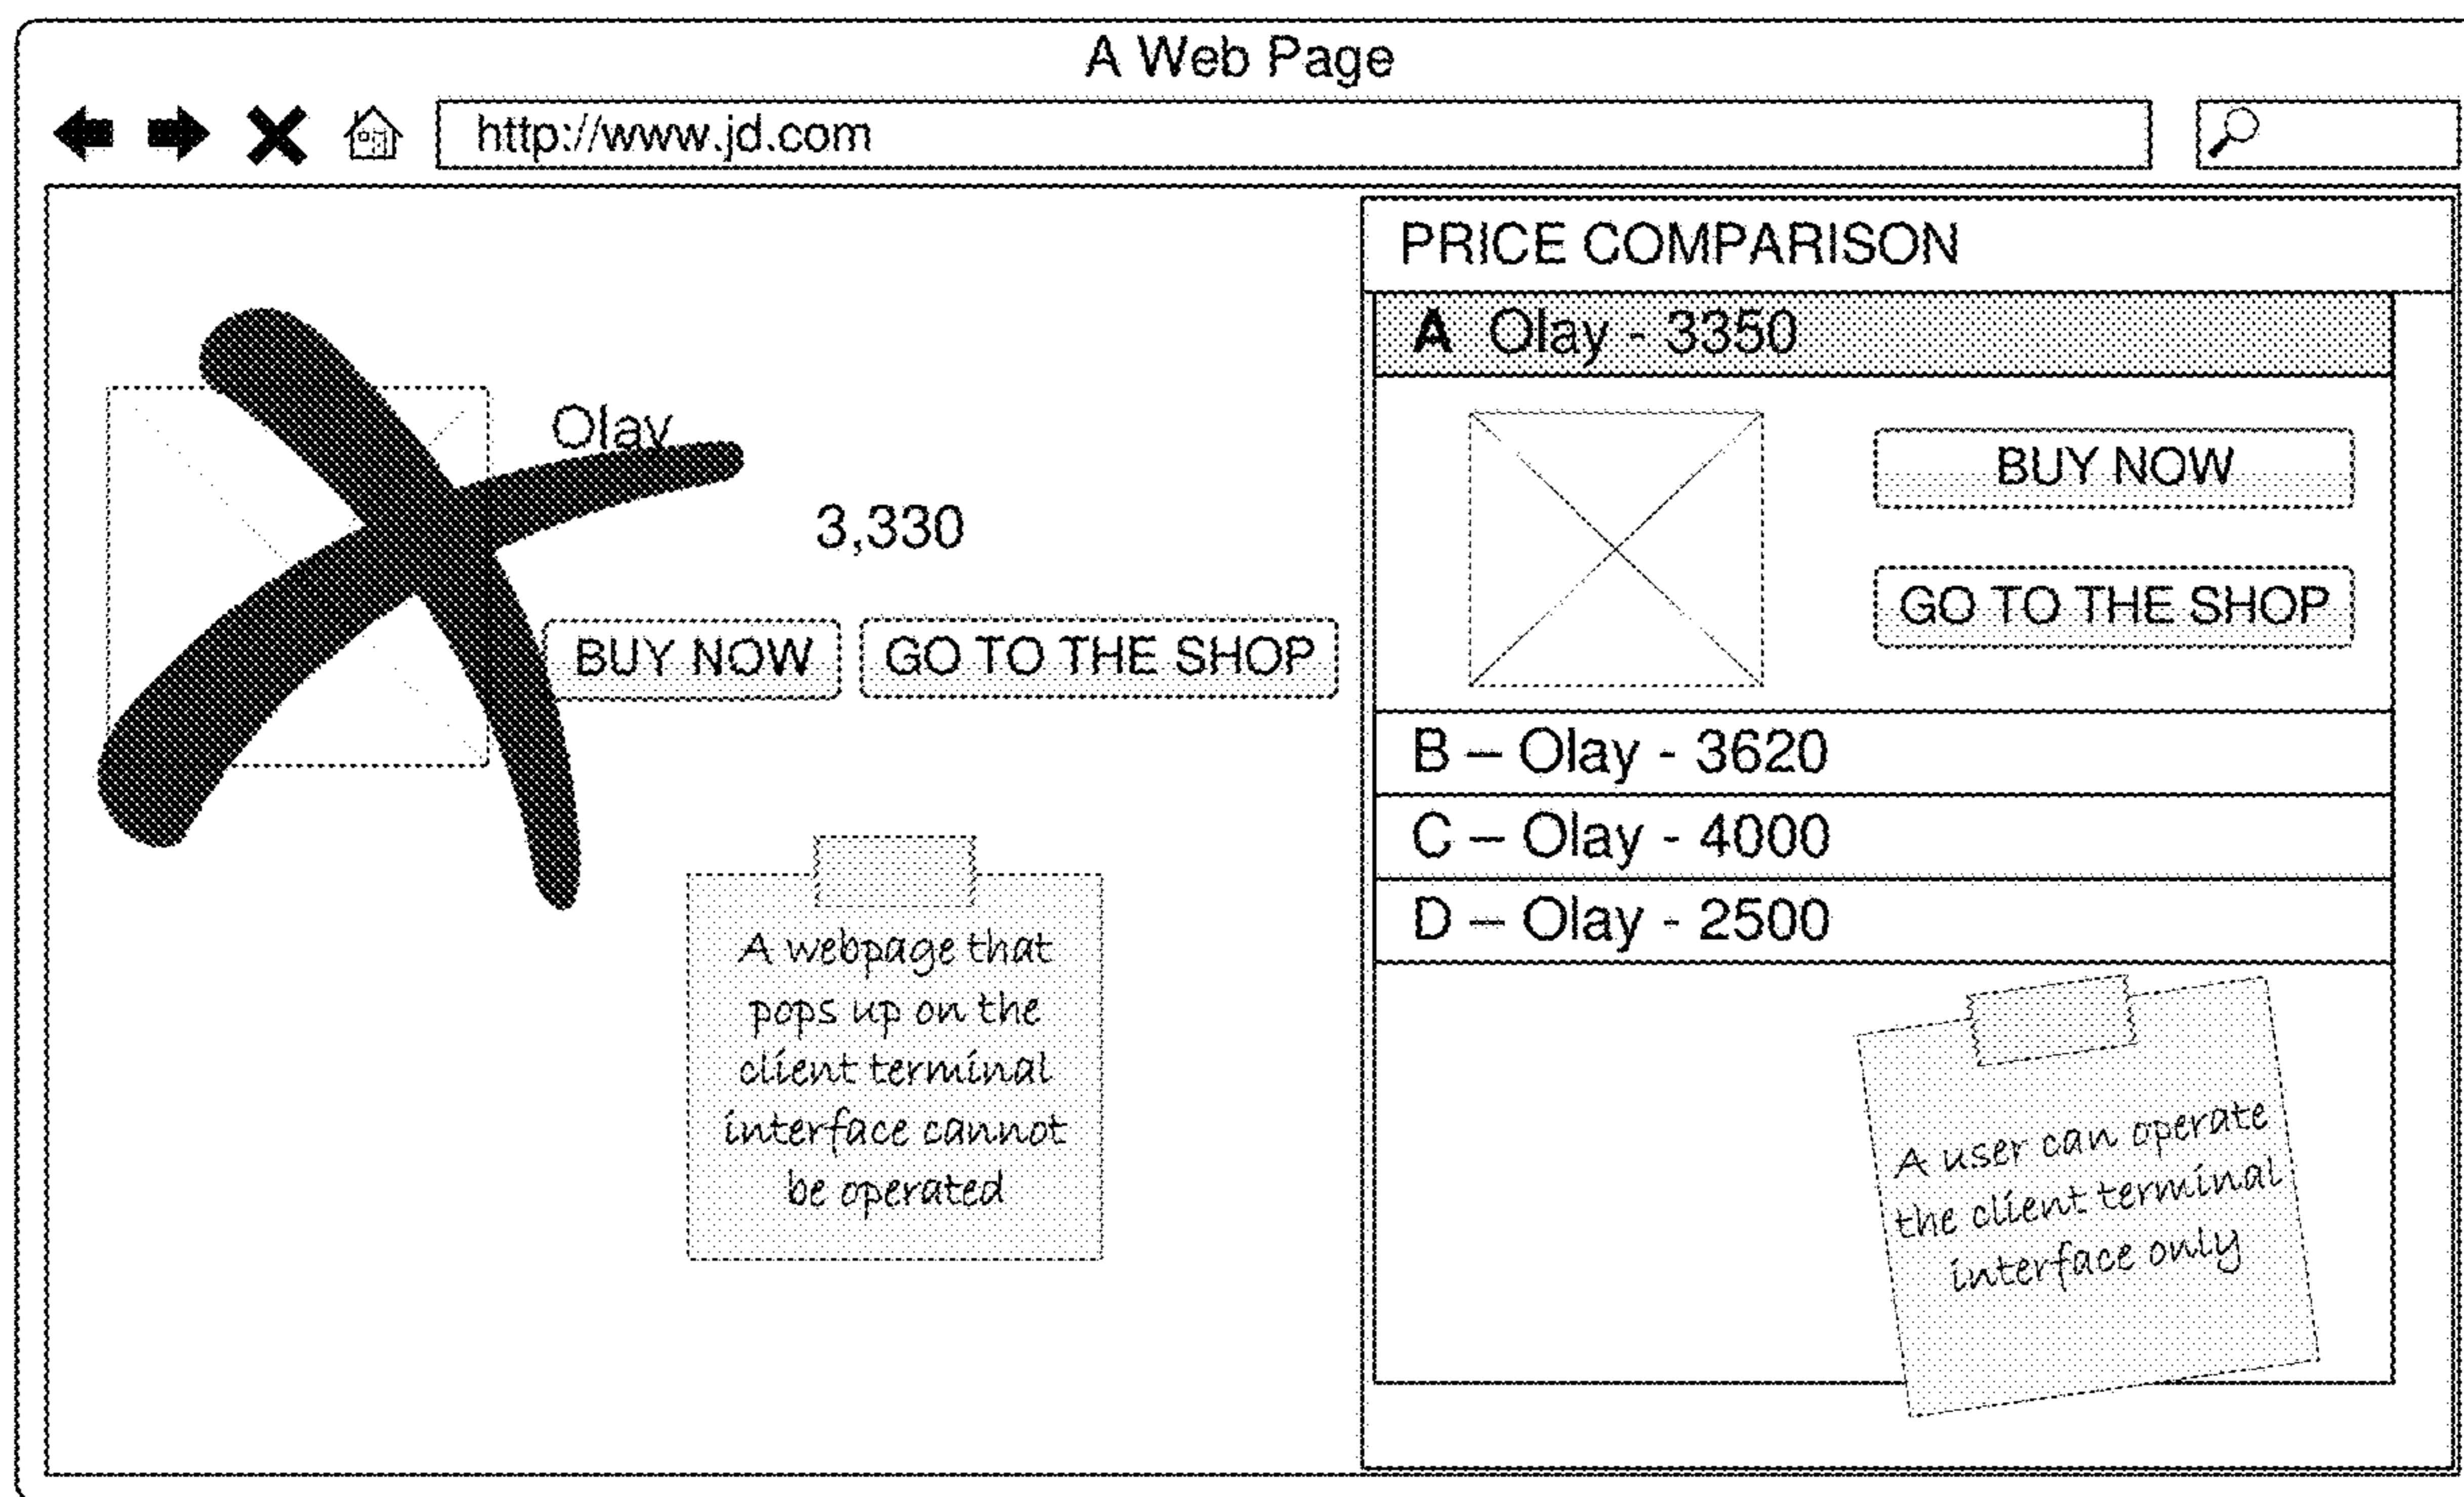 A Web Page
http://www.jd.com
Olay
3,330
BUY NOW
GO TO THE SHOP
A webpage that
pops up on the
client terminal
interface cannot
be operated
PRICE COMPARISON
A Olay - 3350
BUY NOW
GO TO THE SHOP
B – Olay - 3620
C – Olay - 4000
D – Olay - 2500
A user can operate
the client terminal
interface only